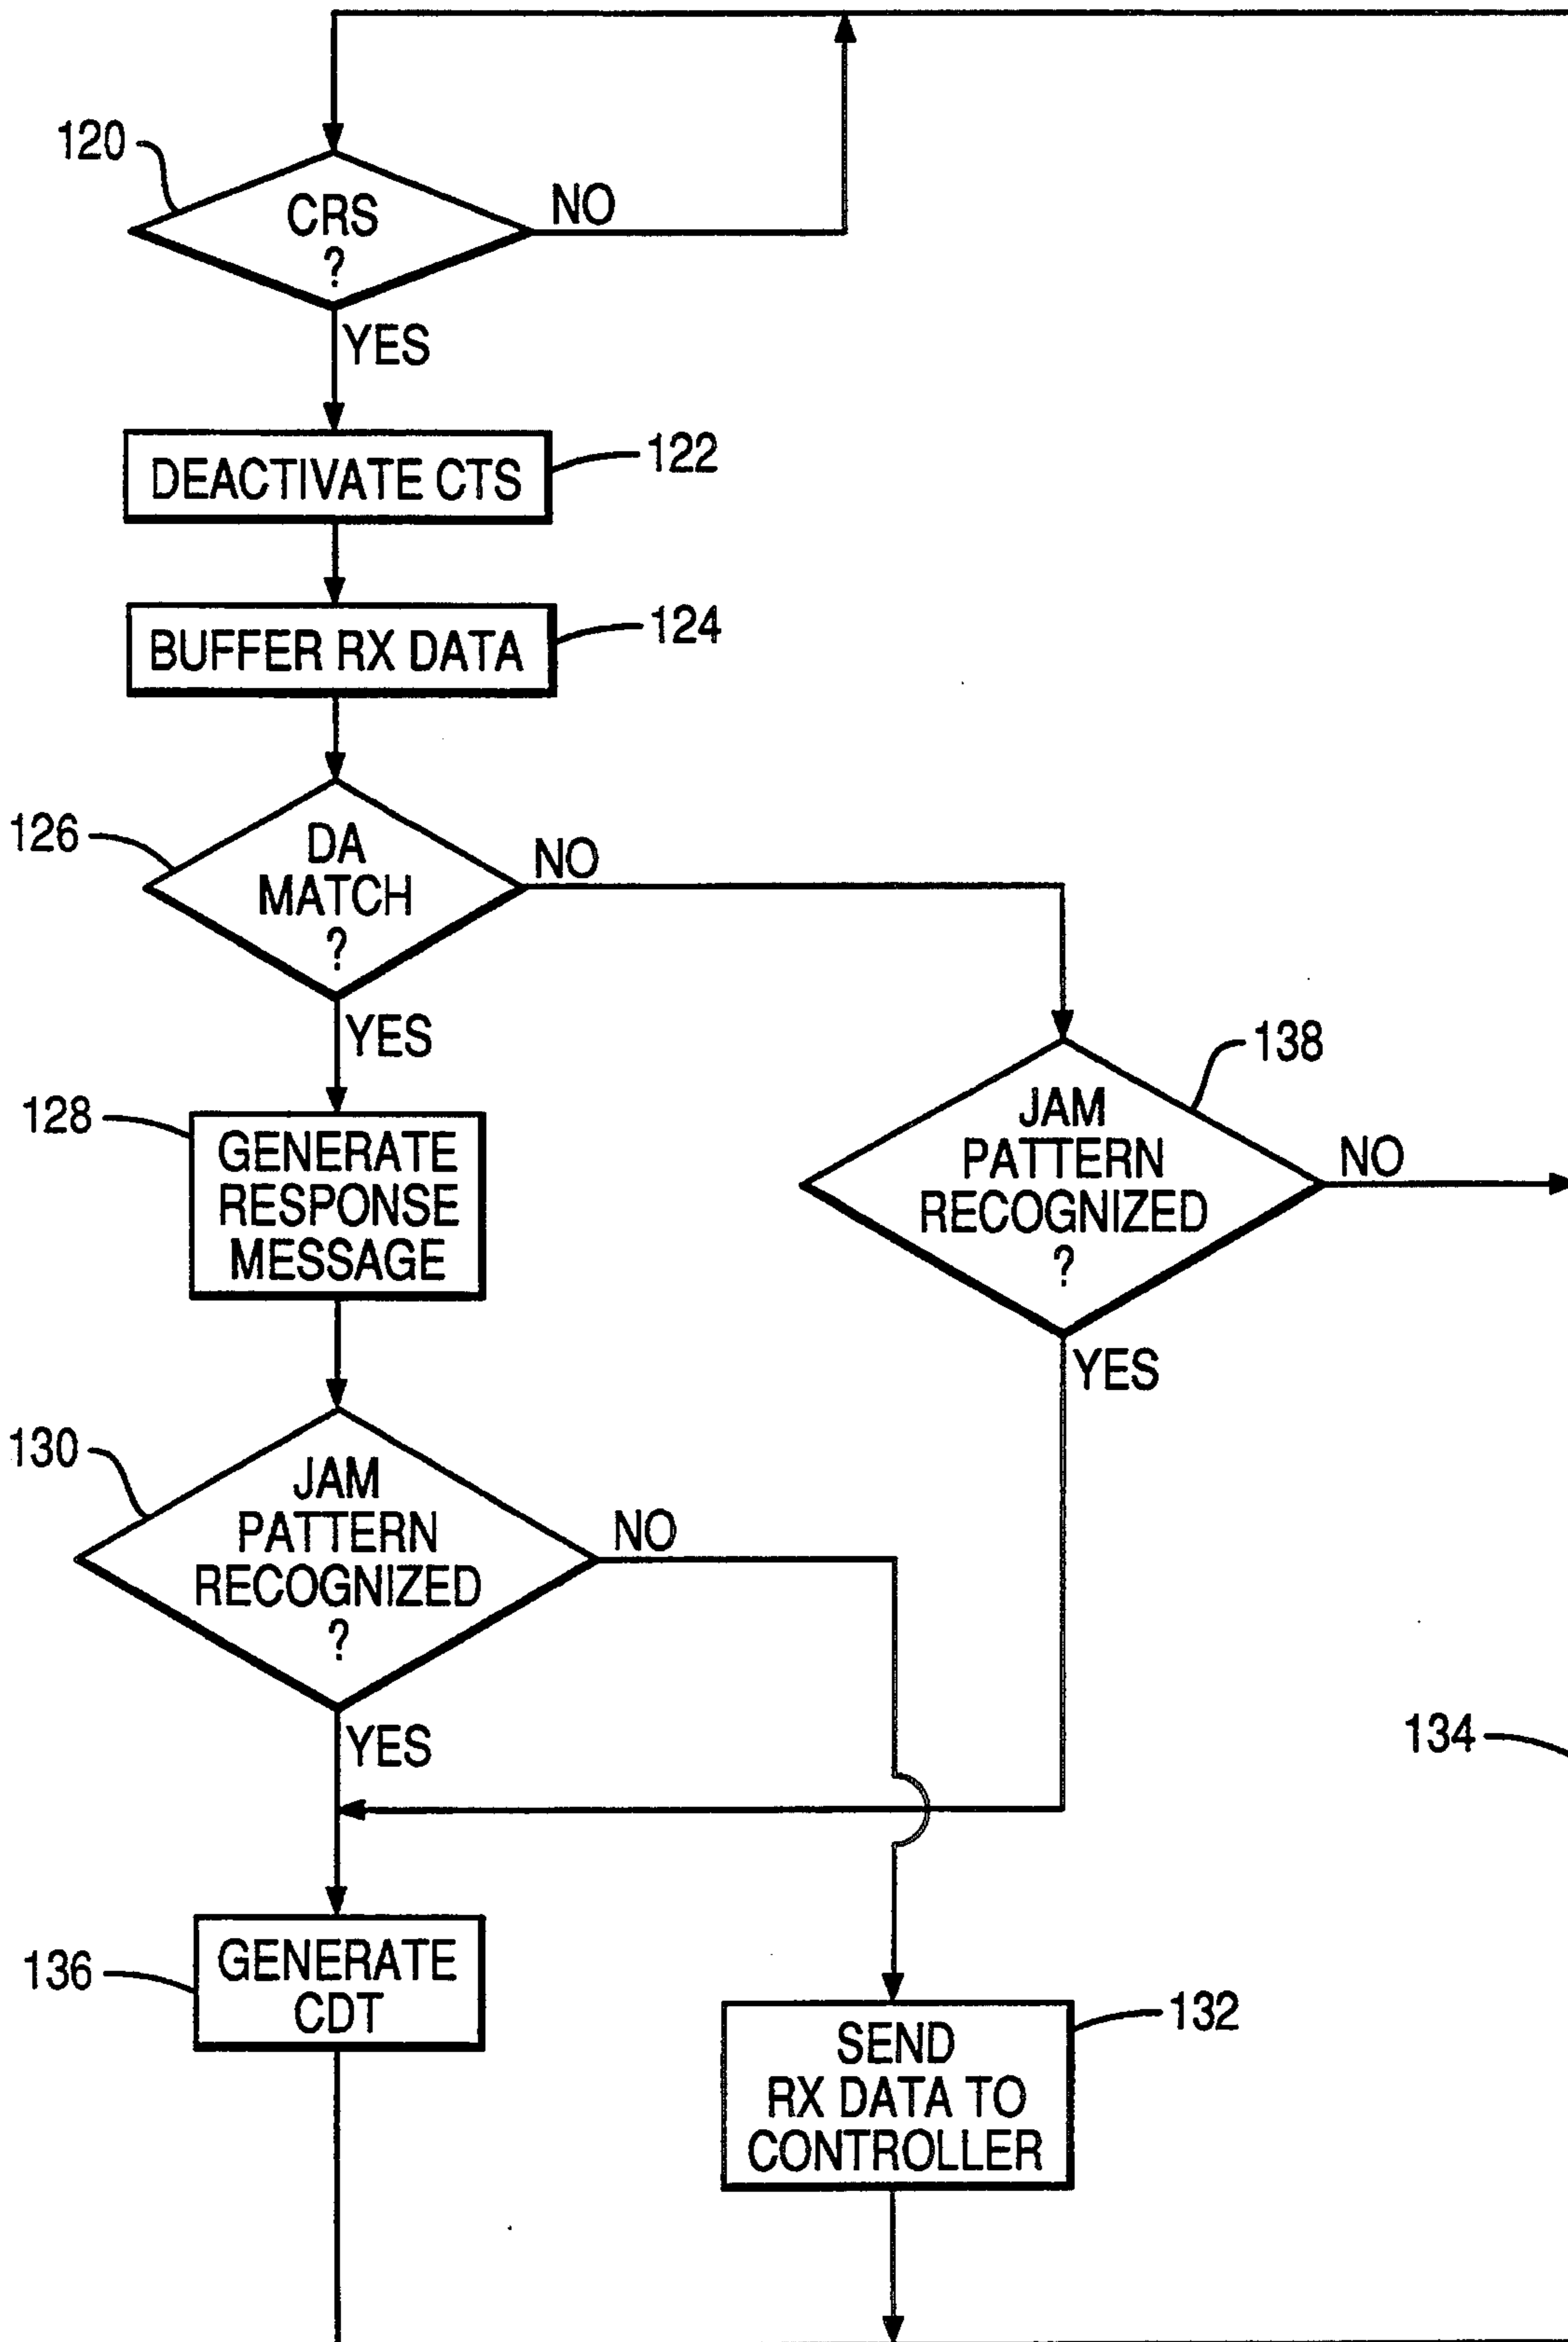 120
CRS
?
NO
YES
DEACTIVATE CTS
122
BUFFER RX DATA
124
126
DA
MATCH
?
NO
YES
128
GENERATE
RESPONSE
MESSAGE
138
JAM
PATTERN
RECOGNIZED
?
NO
YES
130
JAM
PATTERN
RECOGNIZED
?
NO
YES
134
136
GENERATE
CDT
132
SEND
RX DATA TO
CONTROLLER